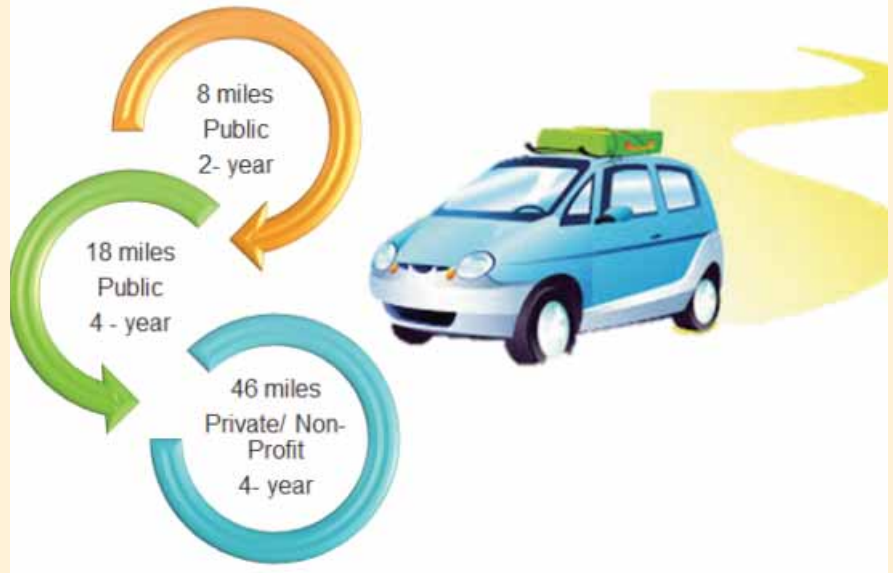 8 miles
Public
2- year
18 miles
Public
4 - year
46 miles
Private/ Non-
Profit
4- year